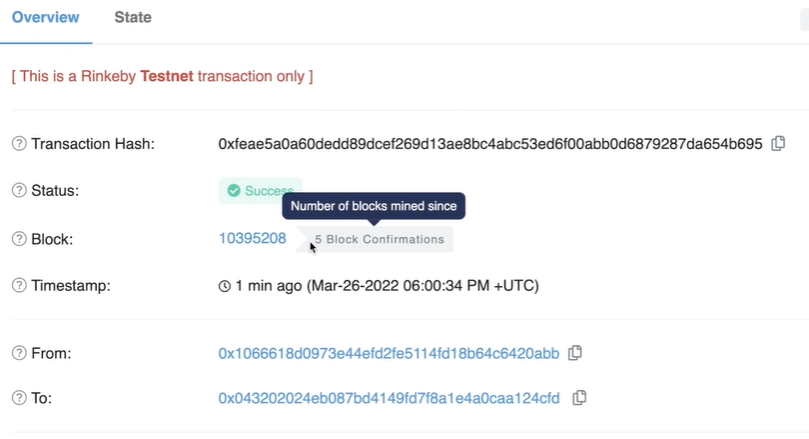 Overview State
[ This is a Rinkeby Testnet transaction only ]
Transaction Hash: 0xfeae5a0a60dedd89dcef269d13ae8bc4abc53ed6f00abb0d6879287da654b695
Status: Success
Number of blocks mined since
Block: 10395208 5 Block Confirmations
Timestamp: 1 min ago (Mar-26-2022 06:00:34 PM +UTC)
From: 0x1066618d0973e44efd2fe5114fd18b64c6420abb
To: 0x043202024eb087bd4149fd7f8a1e4a0caa124cfd